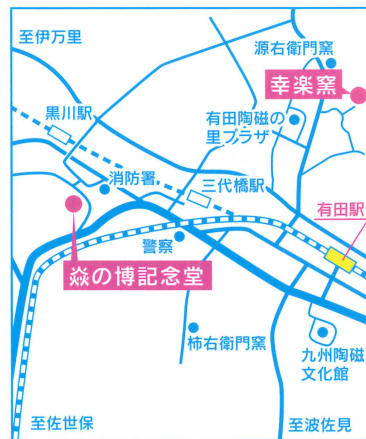 至伊万里
源右衛門窯
幸楽窯
黒川駅
有田陶磁の
里プラザ
消防署
三代橋駅
有田駅
警察
焱の博記念堂
柿右衛門窯
九州陶磁
文化館
至佐世保
至波佐見